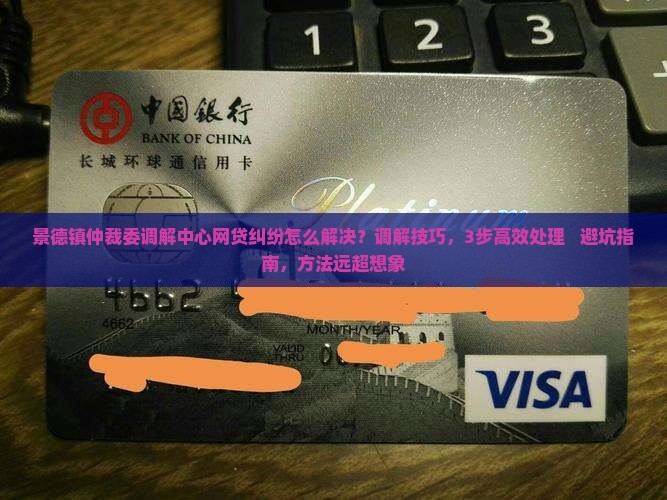 1 2 3
中國銀行
BANK OF CHINA
长城环球通信用卡
Platinum
景德镇仲裁委调解中心网贷纠纷怎么解决?调解技巧,3步高效处理 避坑指
南,方法远超想象
4662
4662
MONTH/YEAR
VALID
THRU
VISA